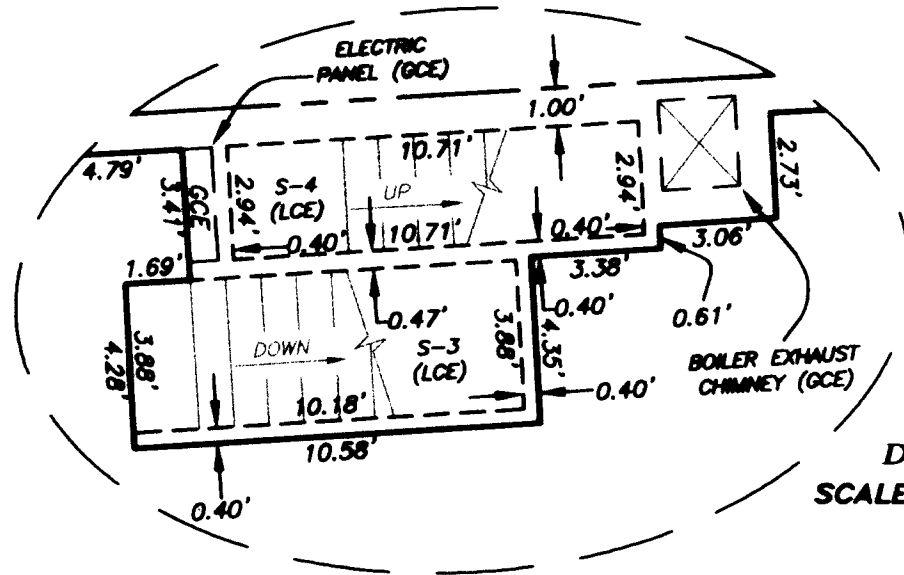 ELECTRIC
PANEL (GCE)
1.00'
4.79'
3.41'
GCE
2.94'
S-4
(LCE)
10.71'
UP
10.71'
0.40'
2.94'
0.40'
2.73'
3.06'
3.38'
1.69'
0.47'
0.40'
0.61'
4.28'
3.88'
DOWN
S-3
(LCE)
3.88'
4.35'
0.40'
BOILER EXHAUST
CHIMNEY (GCE)
10.18'
10.58'
0.40'
D
SCALE